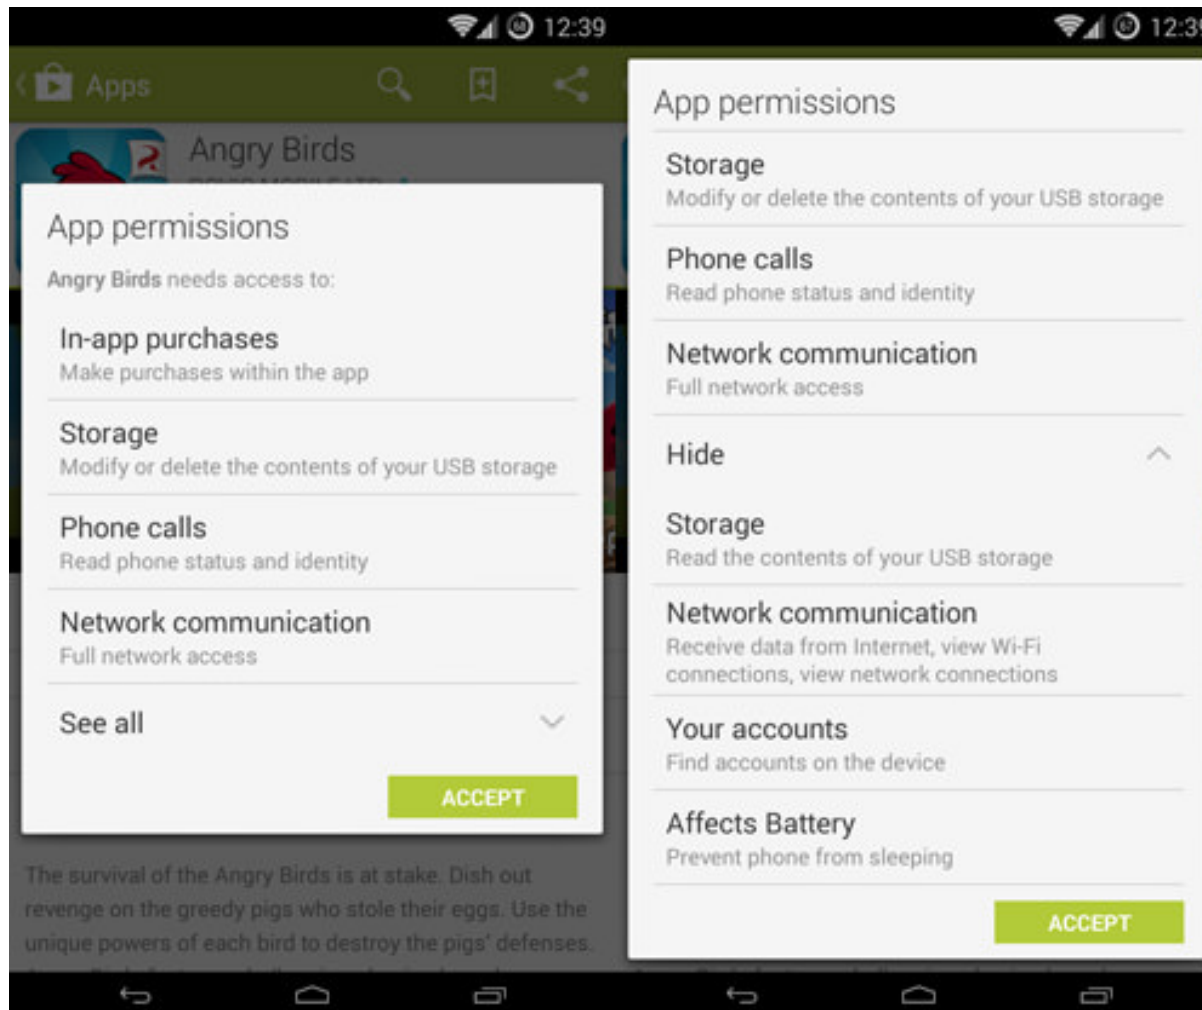 68 12:39
Apps
Angry Birds
App permissions
Angry Birds needs access to:
In-app purchases
Make purchases within the app
Storage
Modify or delete the contents of your USB storage
Phone calls
Read phone status and identity
Network communication
Full network access
See all
ACCEPT
The survival of the Angry Birds is at stake. Dish out
revenge on the greedy pigs who stole their eggs. Use the
unique powers of each bird to destroy the pigs' defenses.
67 12:39
App permissions
Storage
Modify or delete the contents of your USB storage
Phone calls
Read phone status and identity
Network communication
Full network access
Hide
Storage
Read the contents of your USB storage
Network communication
Receive data from Internet, view Wi-Fi
connections, view network connections
Your accounts
Find accounts on the device
Affects Battery
Prevent phone from sleeping
ACCEPT